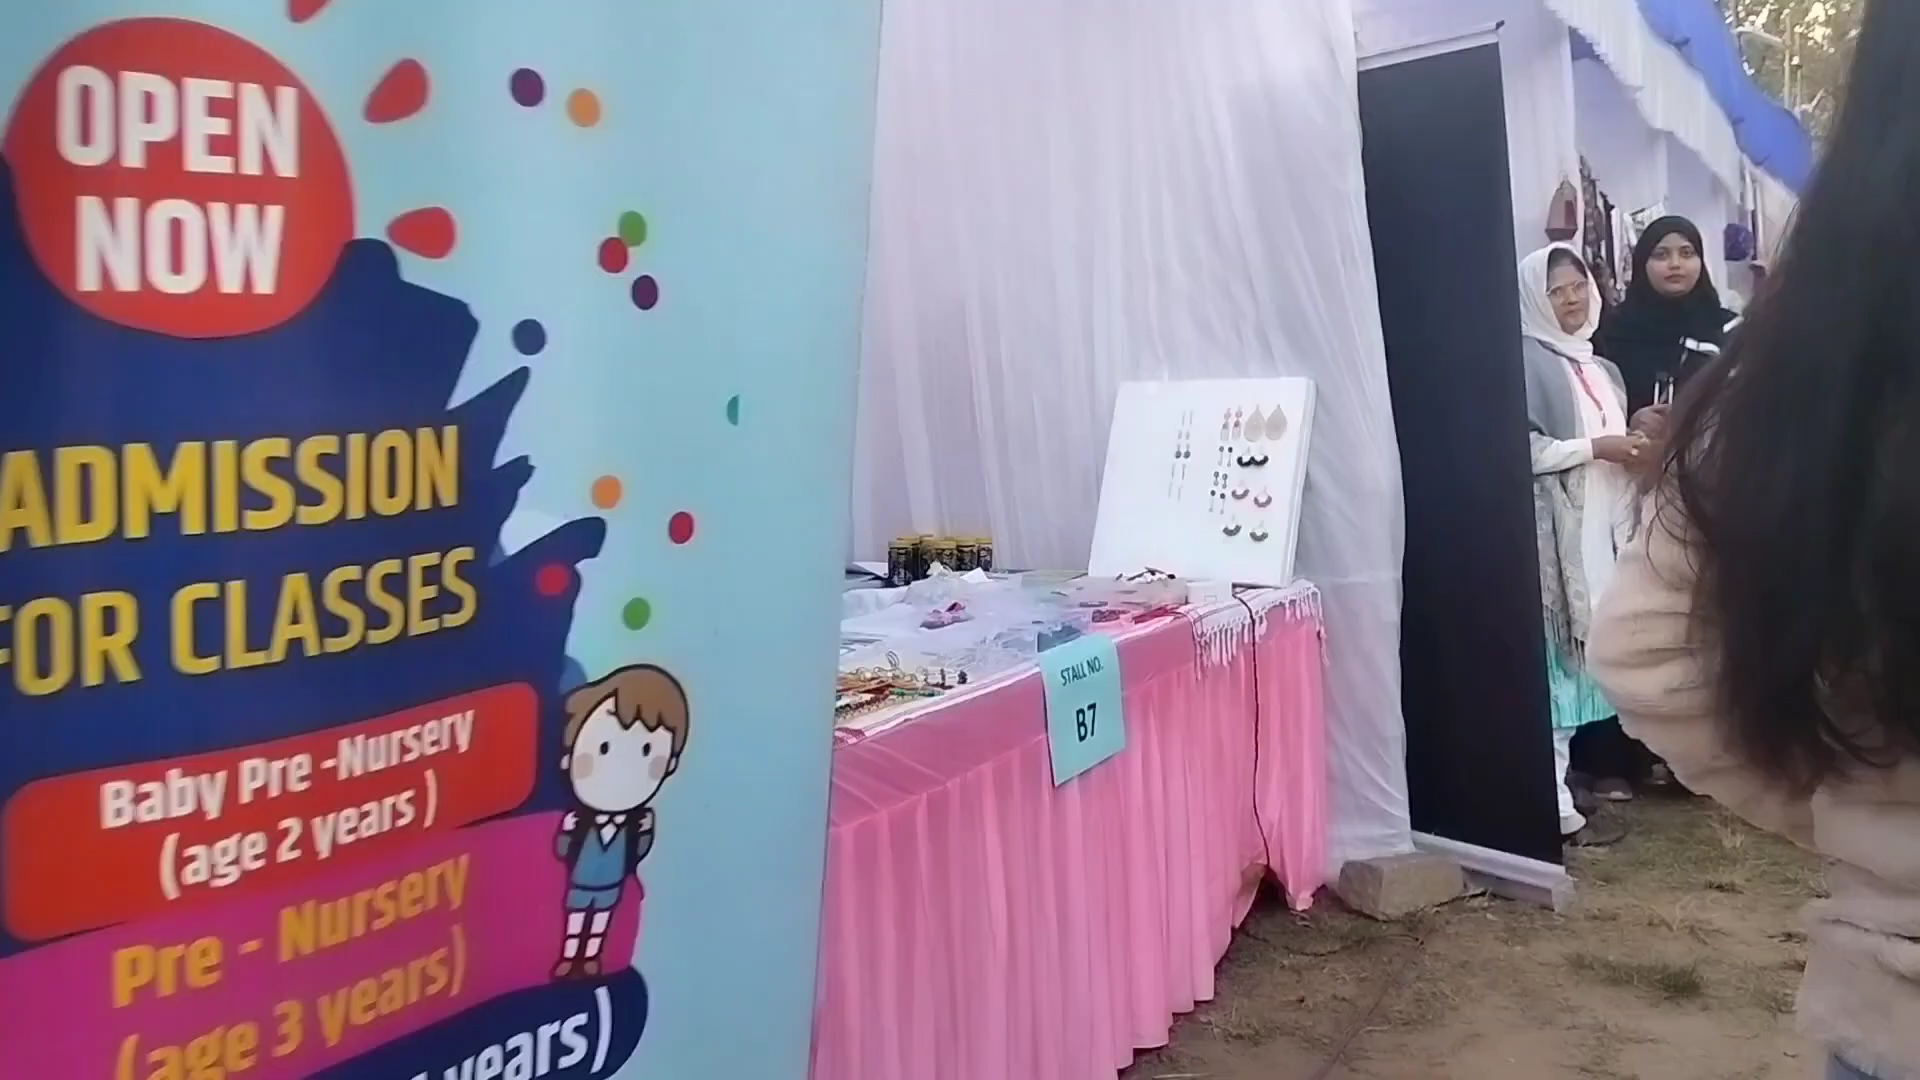 OPEN
NOW
ADMISSION
FOR CLASSES
Baby Pre -Nursery
(age 2 years )
Pre - Nursery
(age 3 years)
years)
STALL NO.
B7